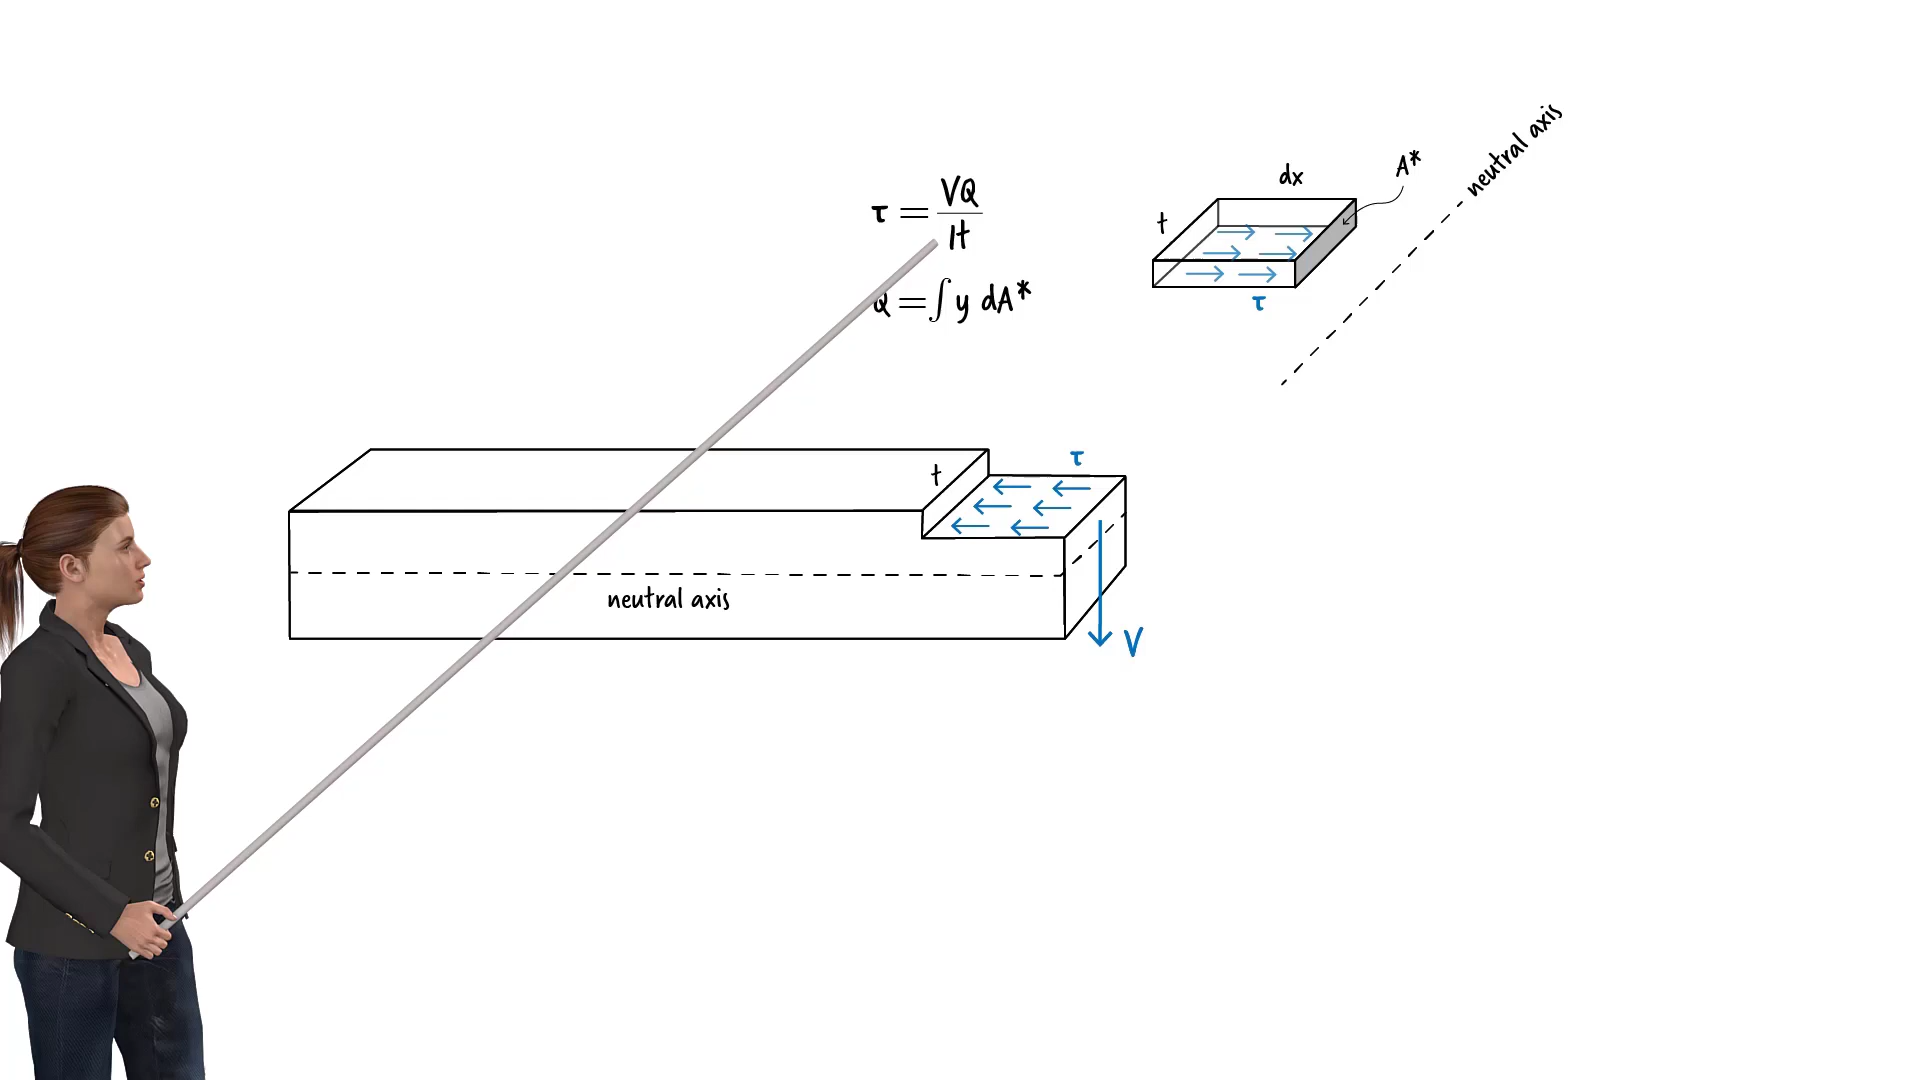 τ = VQ / It
Q = ∫ y dA*
dx
A*
neutral axis
t
τ
t
τ
neutral axis
V